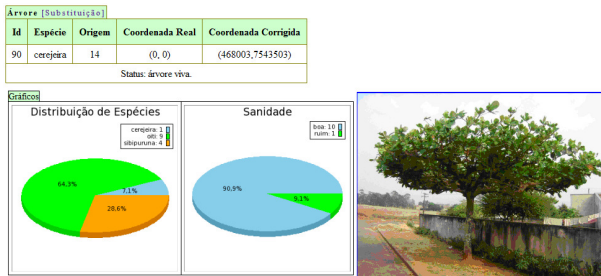 Árvore [Substituição]
Id Espécie Origem Coordenada Real Coordenada Corrigida
90 cerejeira 14 (0, 0) (468003,7543503)
Status: árvore viva.
Gráficos
Distribuição de Espécies
cerejeira: 1
oiti: 9
sibipuruna: 4
64,3%
7,1%
28,6%
Sanidade
boa: 10
ruim: 1
90,9%
9,1%